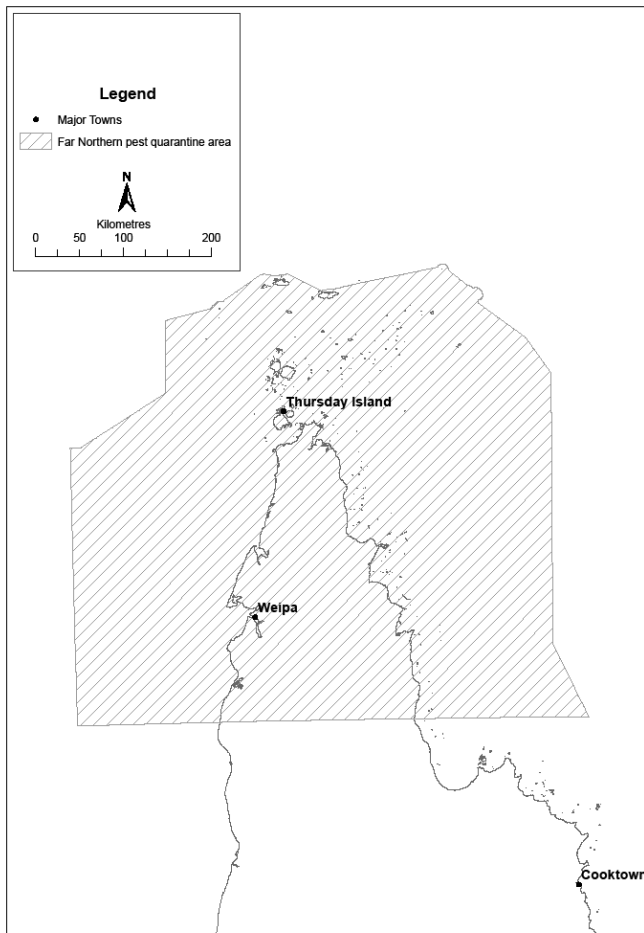 Legend
Major Towns
Far Northern pest quarantine area
N
Kilometres
0 50 100 200
Thursday Island
Weipa
Cooktown